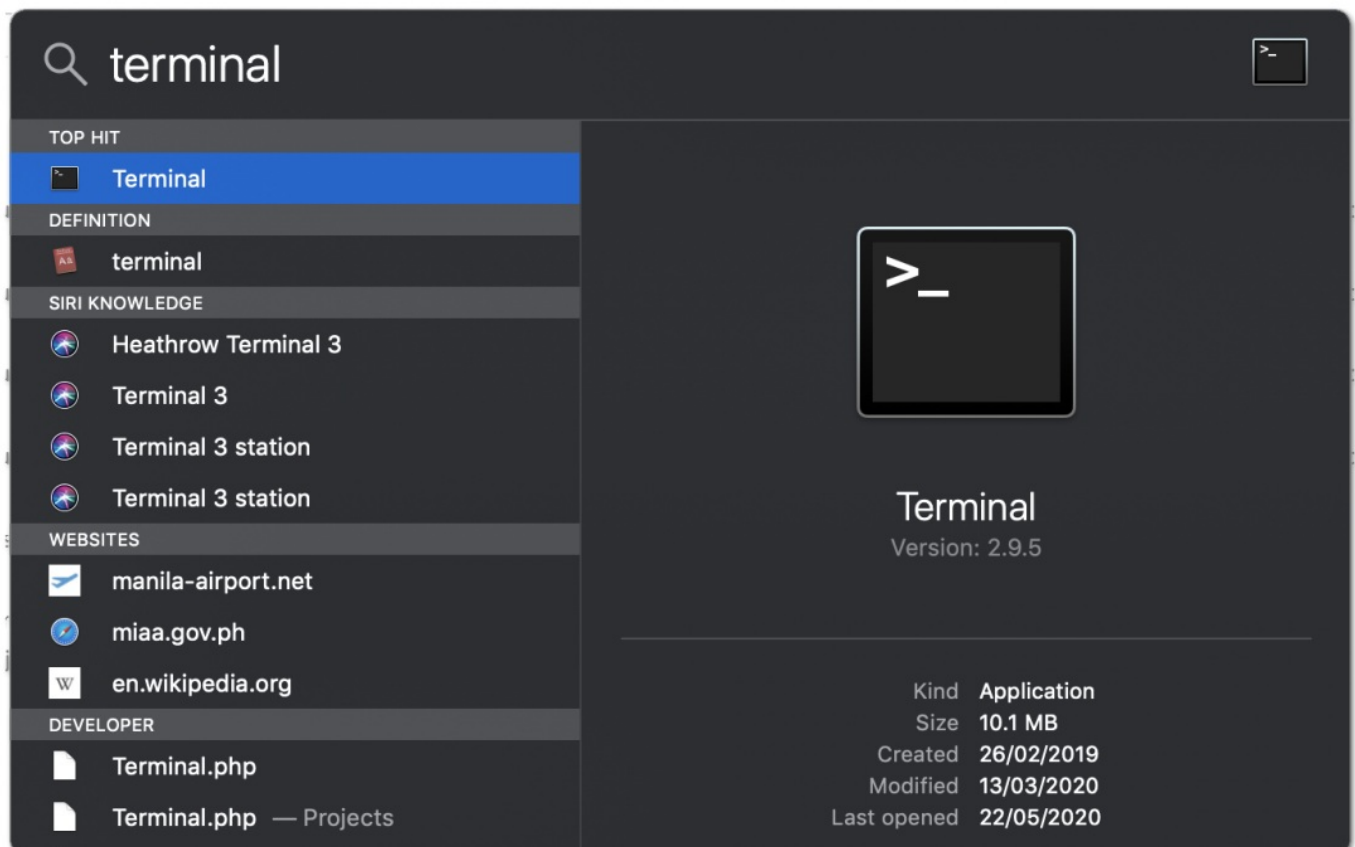 terminal
TOP HIT
Terminal
DEFINITION
terminal
SIRI KNOWLEDGE
Heathrow Terminal 3
Terminal 3
Terminal 3 station
Terminal 3 station
WEBSITES
manila-airport.net
miaa.gov.ph
en.wikipedia.org
DEVELOPER
Terminal.php
Terminal.php — Projects
>_
Terminal
Version: 2.9.5
Kind Application
Size 10.1 MB
Created 26/02/2019
Modified 13/03/2020
Last opened 22/05/2020